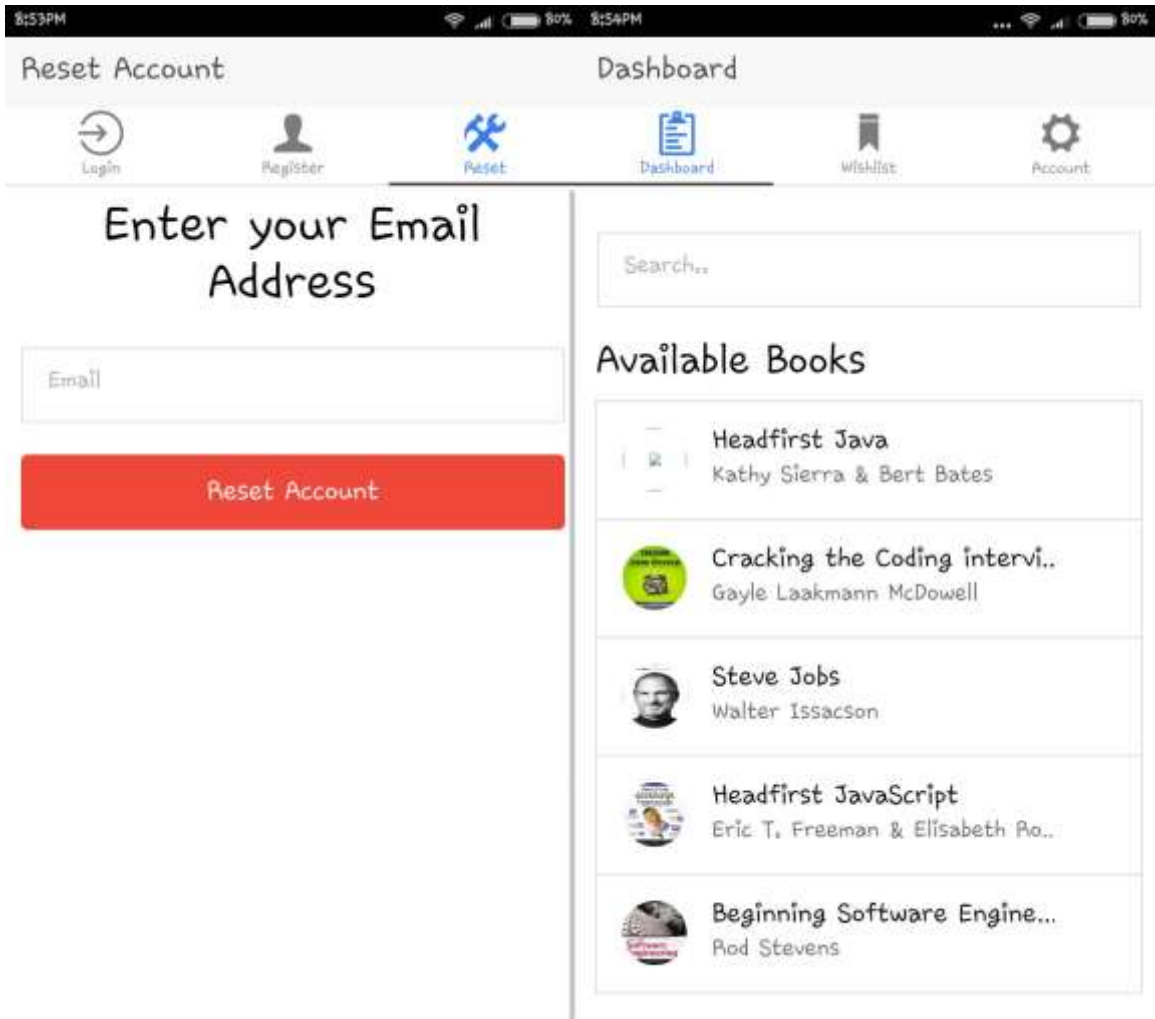 8:53PM
80%
Reset Account
Login
Register
Reset
Enter your Email
Address
Email
Reset Account
8:54PM
... 80%
Dashboard
Dashboard
Wishlist
Account
Search..
Available Books
Headfirst Java
Kathy Sierra & Bert Bates
Cracking the Coding intervi..
Gayle Laakmann McDowell
Steve Jobs
Walter Issacson
Headfirst JavaScript
Eric T. Freeman & Elisabeth Ro..
Beginning Software Engine...
Rod Stevens